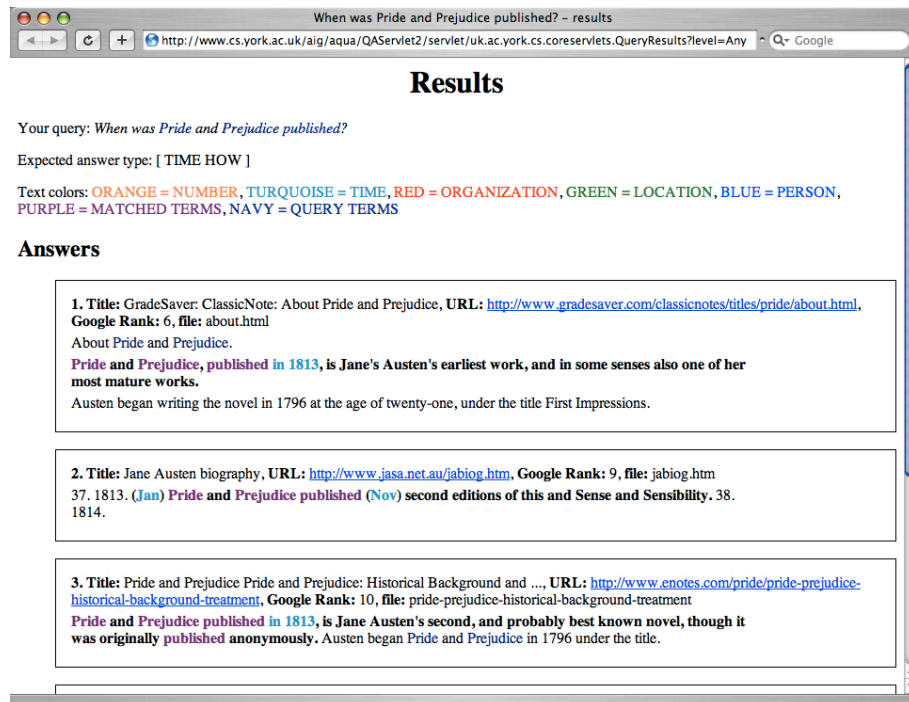 When was Pride and Prejudice published? – results
http://www.cs.york.ac.uk/aig/aqua/QAServlet2/servlet/uk.ac.york.cs.coreservlets.QueryResults?level=Any
Google
Results
Your query: When was Pride and Prejudice published?
Expected answer type: [ TIME HOW ]
Text colors: ORANGE = NUMBER, TURQUOISE = TIME, RED = ORGANIZATION, GREEN = LOCATION, BLUE = PERSON,
PURPLE = MATCHED TERMS, NAVY = QUERY TERMS
Answers
1. Title: GradeSaver: ClassicNote: About Pride and Prejudice, URL: http://www.gradesaver.com/classicnotes/titles/pride/about.html,
Google Rank: 6, file: about.html
About Pride and Prejudice.
Pride and Prejudice, published in 1813, is Jane's Austen's earliest work, and in some senses also one of her
most mature works.
Austen began writing the novel in 1796 at the age of twenty-one, under the title First Impressions.
2. Title: Jane Austen biography, URL: http://www.jasa.net.au/jabiog.htm, Google Rank: 9, file: jabiog.htm
37. 1813. (Jan) Pride and Prejudice published (Nov) second editions of this and Sense and Sensibility. 38.
1814.
3. Title: Pride and Prejudice Pride and Prejudice: Historical Background and ..., URL: http://www.enotes.com/pride/pride-prejudice-
historical-background-treatment, Google Rank: 10, file: pride-prejudice-historical-background-treatment
Pride and Prejudice published in 1813, is Jane Austen's second, and probably best known novel, though it
was originally published anonymously. Austen began Pride and Prejudice in 1796 under the title.